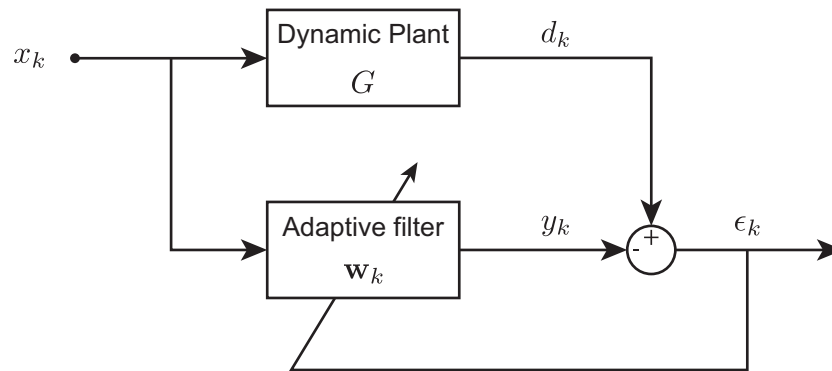 Dynamic Plant
d_k
x_k
G
Adaptive filter
y_k
+
-
ϵ_k
𝐰_k